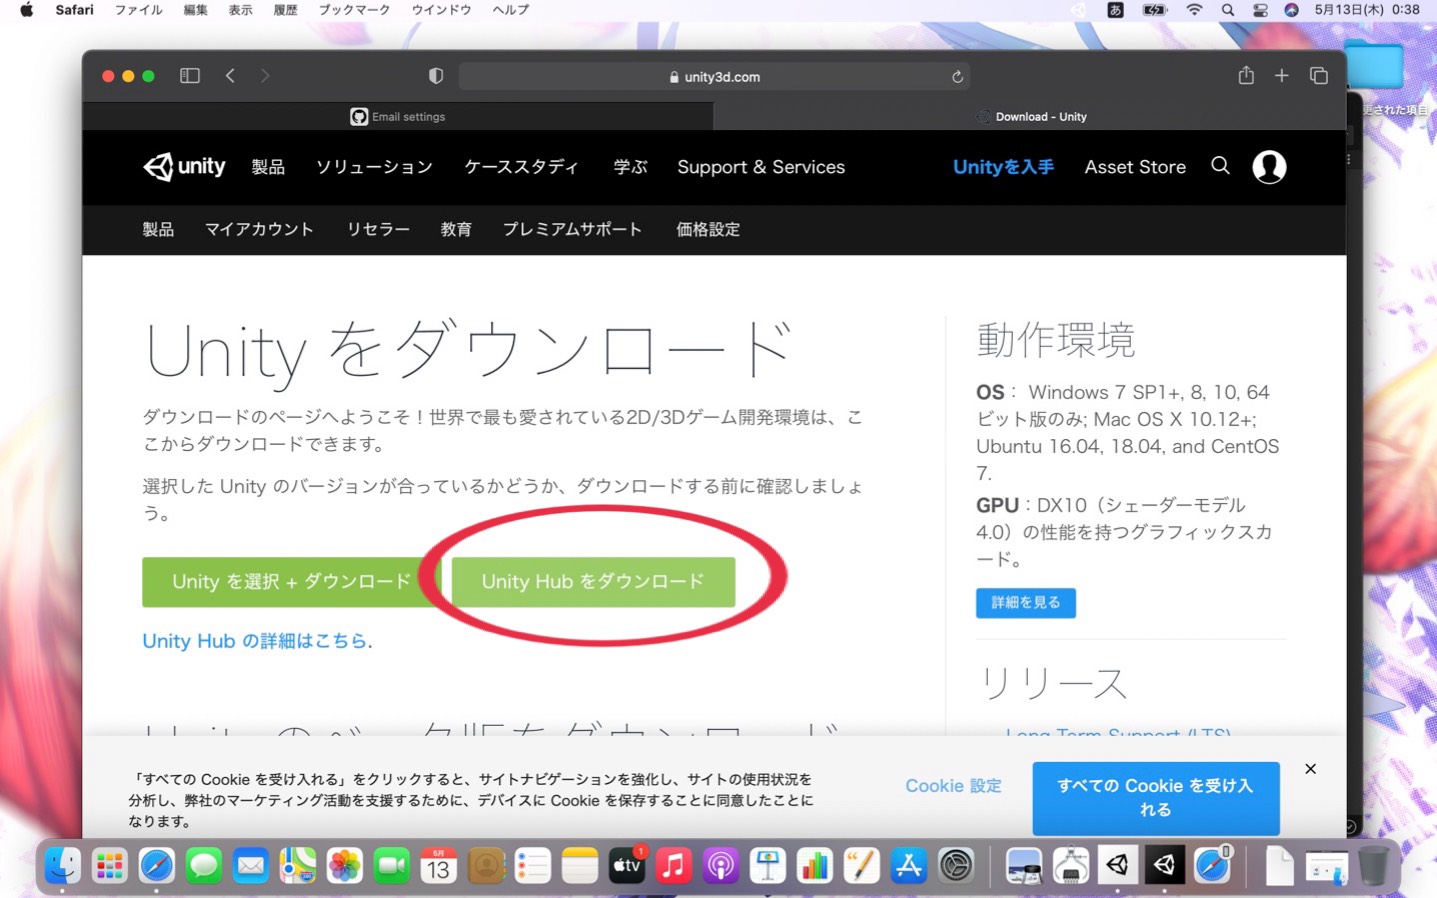 Safari ファイル 編集 表示 履歴 ブックマーク ウインドウ ヘルプ
あ 5月13日(木) 0:38
unity3d.com
Email settings
Download - Unity
更された項目
unity 製品 ソリューション ケーススタディ 学ぶ Support & Services Unityを入手 Asset Store
製品 マイアカウント リセラー 教育 プレミアムサポート 価格設定
Unity をダウンロード
ダウンロードのページへようこそ！世界で最も愛されている2D/3Dゲーム開発環境は、こ
こからダウンロードできます。
選択した Unity のバージョンが合っているかどうか、ダウンロードする前に確認しましょ
う。
Unity を選択 + ダウンロード
Unity Hub をダウンロード
Unity Hub の詳細はこちら.
動作環境
OS： Windows 7 SP1+, 8, 10, 64
ビット版のみ; Mac OS X 10.12+;
Ubuntu 16.04, 18.04, and CentOS
7.
GPU：DX10（シェーダーモデル
4.0）の性能を持つグラフィックスカ
ード。
詳細を見る
リリース
Long Term Support (LTS)
Unity のベータ版をダウンロード
「すべての Cookie を受け入れる」をクリックすると、サイトナビゲーションを強化し、サイトの使用状況を
分析し、弊社のマーケティング活動を支援するために、デバイスに Cookie を保存することに同意したことに
なります。
Cookie 設定
すべての Cookie を受け入
れる
5月
13
tv
1